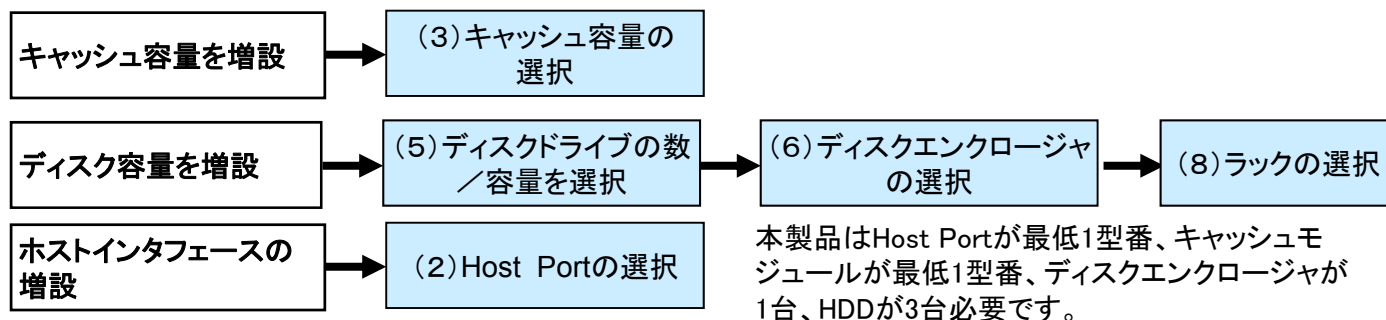 キャッシュ容量を増設
（3）キャッシュ容量の
選択
ディスク容量を増設
（5）ディスクドライブの数
／容量を選択
（6）ディスクエンクロージャ
の選択
（8）ラックの選択
ホストインタフェースの
増設
（2）Host Portの選択
本製品はHost Portが最低1型番、キャッシュモ
ジュールが最低1型番、ディスクエンクロージャが
1台、HDDが3台必要です。